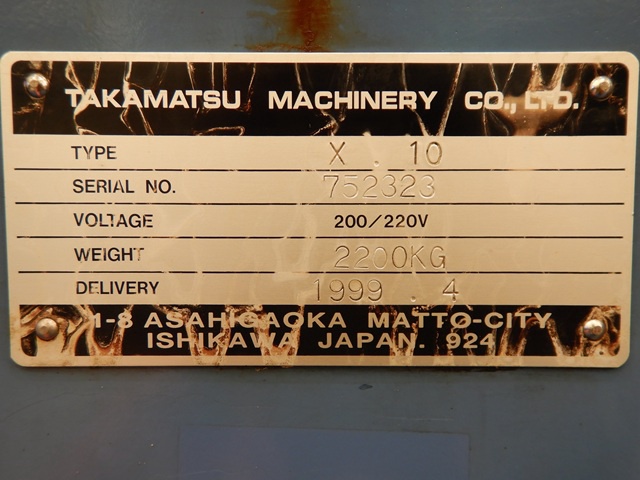 TAKAMATSU MACHINERY CO., LTD.
TYPE X . 10
SERIAL NO. 752323
VOLTAGE 200/220V
WEIGHT 2200KG
DELIVERY 1999 . 4
1-8 ASAHIGAOKA MATTO-CITY
ISHIKAWA JAPAN. 924